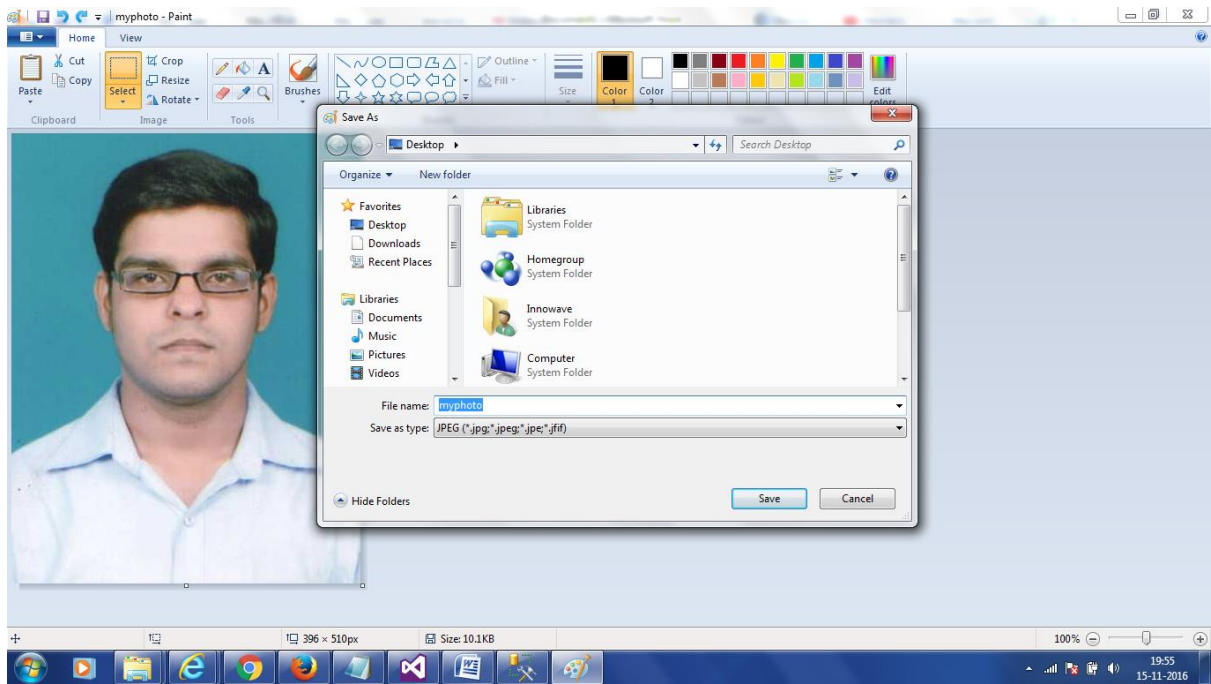 myphoto - Paint
Home View
Paste
Cut
Copy
Clipboard
Select
Crop
Resize
Rotate
Image
A
Tools
Brushes
Outline
Fill
Size
Color 1
Color 2
Edit colors
Save As
Desktop
Search Desktop
Organize New folder
Favorites
Desktop
Downloads
Recent Places
Libraries
Documents
Music
Pictures
Videos
Libraries
System Folder
Homegroup
System Folder
Innowave
System Folder
Computer
System Folder
File name: myphoto
Save as type: JPEG (*.jpg;*.jpeg;*.jpe;*.jfif)
Hide Folders
Save Cancel
396 × 510px
Size: 10.1KB
100%
19:55
15-11-2016